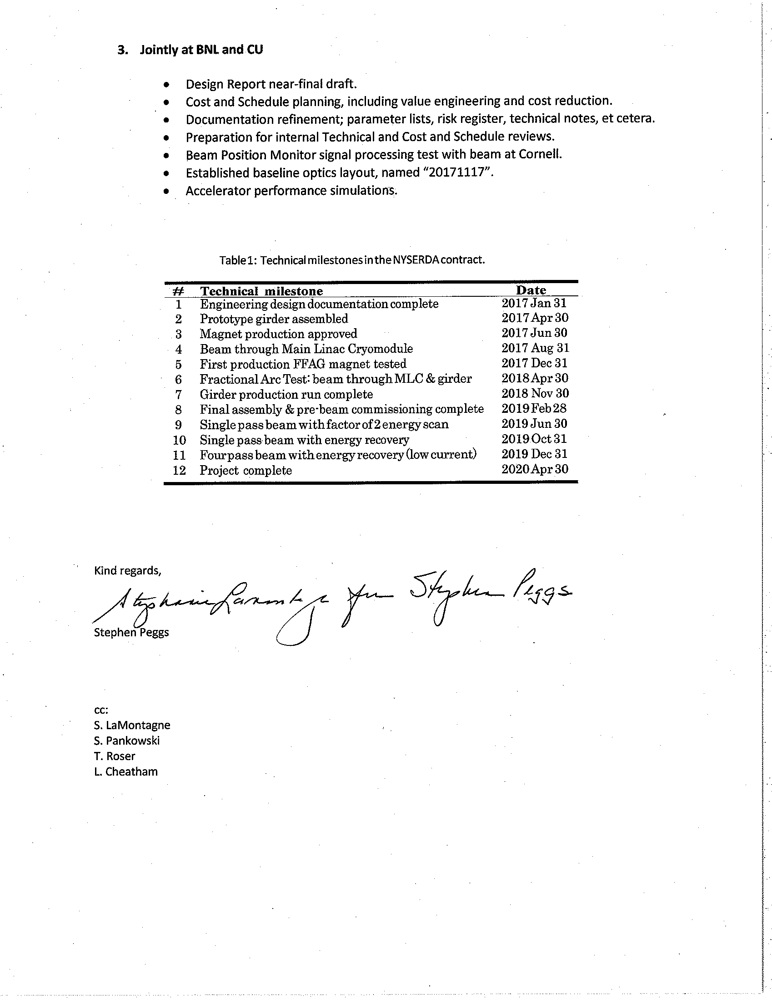 3. Jointly at BNL and CU
• Design Report near-final draft.
• Cost and Schedule planning, including value engineering and cost reduction.
• Documentation refinement; parameter lists, risk register, technical notes, et cetera.
• Preparation for internal Technical and Cost and Schedule reviews.
• Beam Position Monitor signal processing test with beam at Cornell.
• Established baseline optics layout, named “20171117”.
• Accelerator performance simulations.
Table 1: Technical milestones in the NYSERDA contract.
# Technical milestone Date
1 Engineering design documentation complete 2017 Jan 31
2 Prototype girder assembled 2017 Apr 30
3 Magnet production approved 2017 Jun 30
4 Beam through Main Linac Cryomodule 2017 Aug 31
5 First production FFAG magnet tested 2017 Dec 31
6 Fractional Arc Test: beam through MLC & girder 2018 Apr 30
7 Girder production run complete 2018 Nov 30
8 Final assembly & pre-beam commissioning complete 2019 Feb 28
9 Single pass beam with factor of 2 energy scan 2019 Jun 30
10 Single pass beam with energy recovery 2019 Oct 31
11 Four pass beam with energy recovery (low current) 2019 Dec 31
12 Project complete 2020 Apr 30
Kind regards,
Stephanie LaMontagne for Stephen Peggs
Stephen Peggs
cc:
S. LaMontagne
S. Pankowski
T. Roser
L. Cheatham